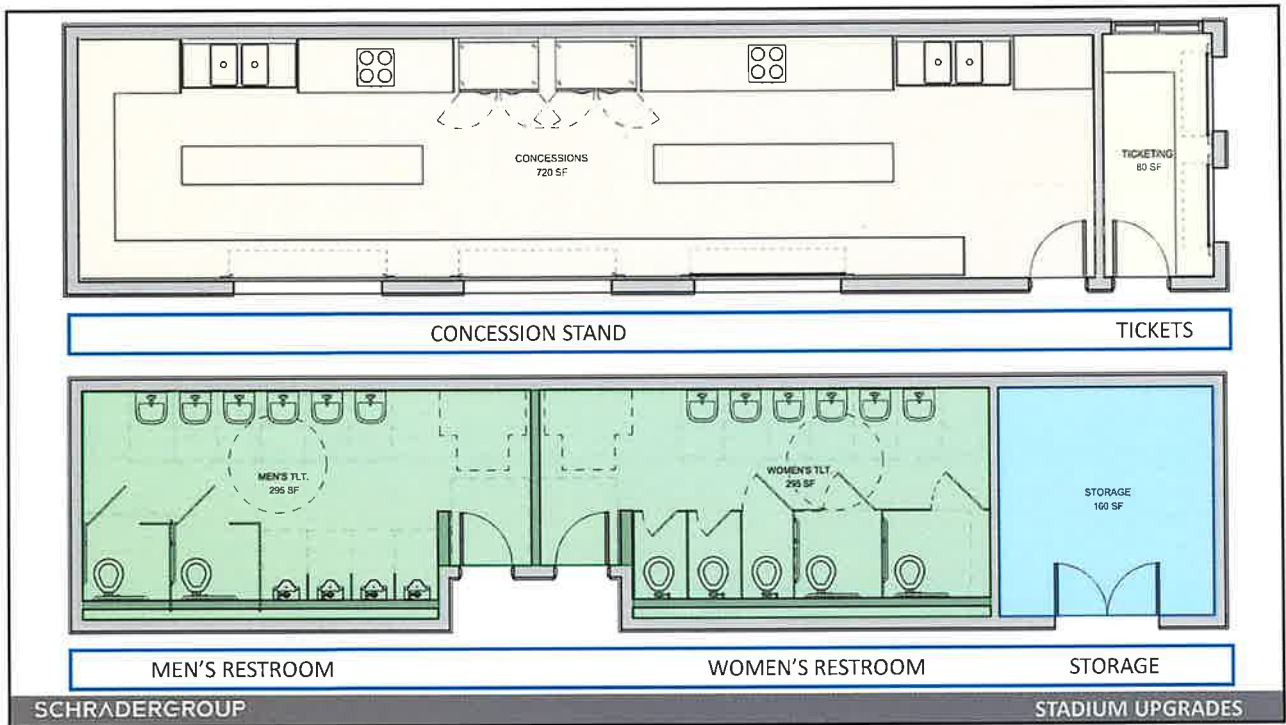 CONCESSIONS
720 SF
TICKETING
80 SF
CONCESSION STAND
TICKETS
MEN'S TLT.
295 SF
WOMEN'S TLT.
295 SF
STORAGE
160 SF
MEN'S RESTROOM
WOMEN'S RESTROOM
STORAGE
SCHRADERGROUP
STADIUM UPGRADES